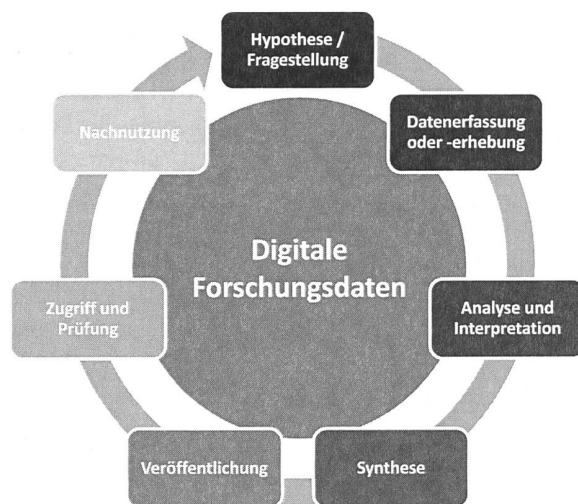 Hypothese /
Fragestellung
Datenerfassung
oder -erhebung
Analyse und
Interpretation
Synthese
Veröffentlichung
Zugriff und
Prüfung
Nachnutzung
Digitale
Forschungsdaten